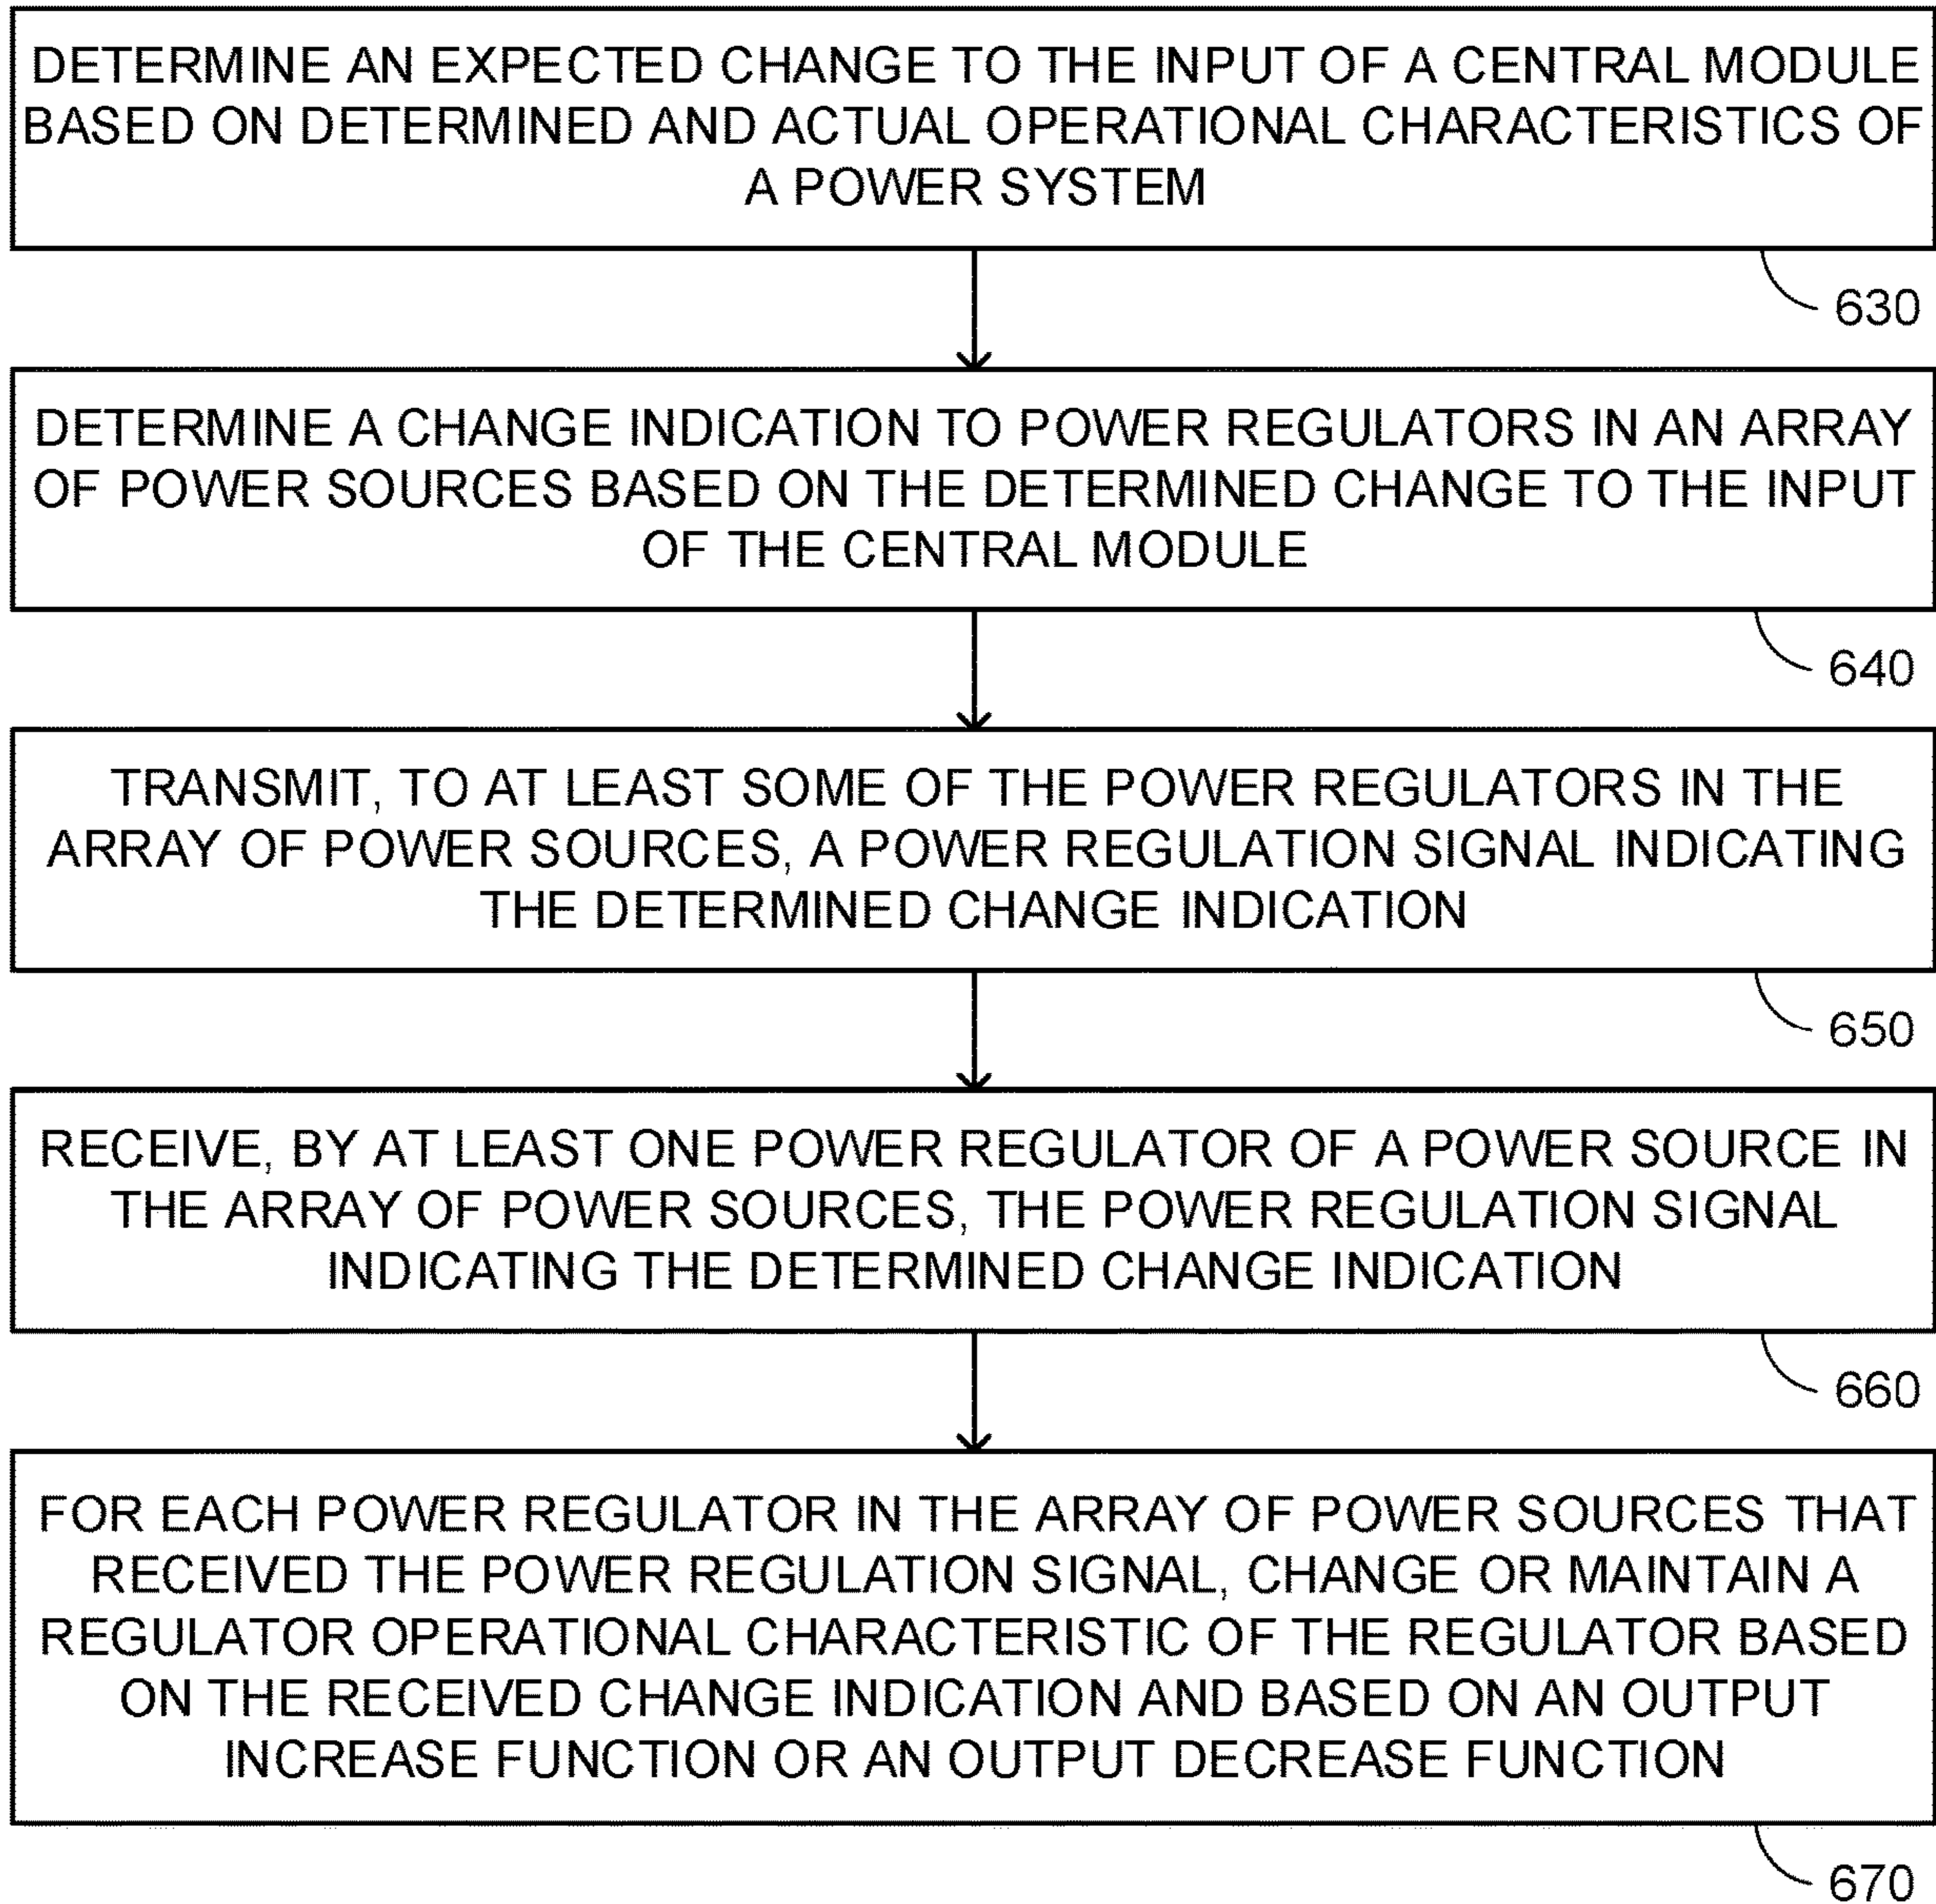 DETERMINE AN EXPECTED CHANGE TO THE INPUT OF A CENTRAL MODULE
BASED ON DETERMINED AND ACTUAL OPERATIONAL CHARACTERISTICS OF
A POWER SYSTEM
630
DETERMINE A CHANGE INDICATION TO POWER REGULATORS IN AN ARRAY
OF POWER SOURCES BASED ON THE DETERMINED CHANGE TO THE INPUT
OF THE CENTRAL MODULE
640
TRANSMIT, TO AT LEAST SOME OF THE POWER REGULATORS IN THE
ARRAY OF POWER SOURCES, A POWER REGULATION SIGNAL INDICATING
THE DETERMINED CHANGE INDICATION
650
RECEIVE, BY AT LEAST ONE POWER REGULATOR OF A POWER SOURCE IN
THE ARRAY OF POWER SOURCES, THE POWER REGULATION SIGNAL
INDICATING THE DETERMINED CHANGE INDICATION
660
FOR EACH POWER REGULATOR IN THE ARRAY OF POWER SOURCES THAT
RECEIVED THE POWER REGULATION SIGNAL, CHANGE OR MAINTAIN A
REGULATOR OPERATIONAL CHARACTERISTIC OF THE REGULATOR BASED
ON THE RECEIVED CHANGE INDICATION AND BASED ON AN OUTPUT
INCREASE FUNCTION OR AN OUTPUT DECREASE FUNCTION
670